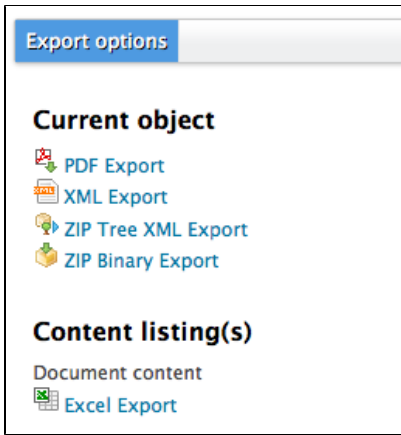 Export options
Current object
PDF Export
XML Export
ZIP Tree XML Export
ZIP Binary Export
Content listing(s)
Document content
Excel Export